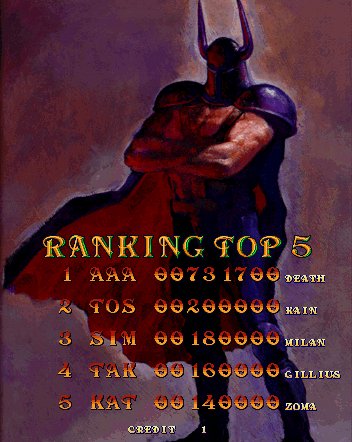 RANKING TOP 5
1 AAA 00731700 DEATH
2 TOS 00200000 KAIN
3 SIM 00180000 MILAN
4 TAK 00160000 GILLIUS
5 KAT 00140000 ZOMA
CREDIT 1